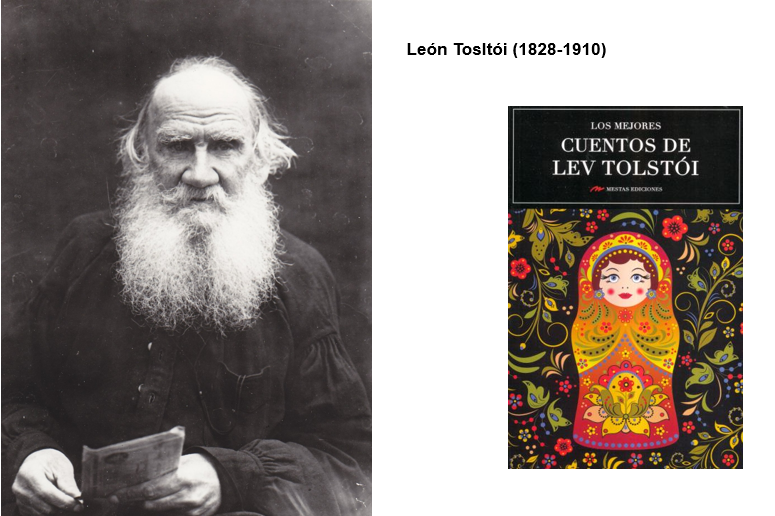 León Tosltói (1828-1910)
LOS MEJORES
CUENTOS DE
LEV TOLSTÓI
MESTAS EDICIONES